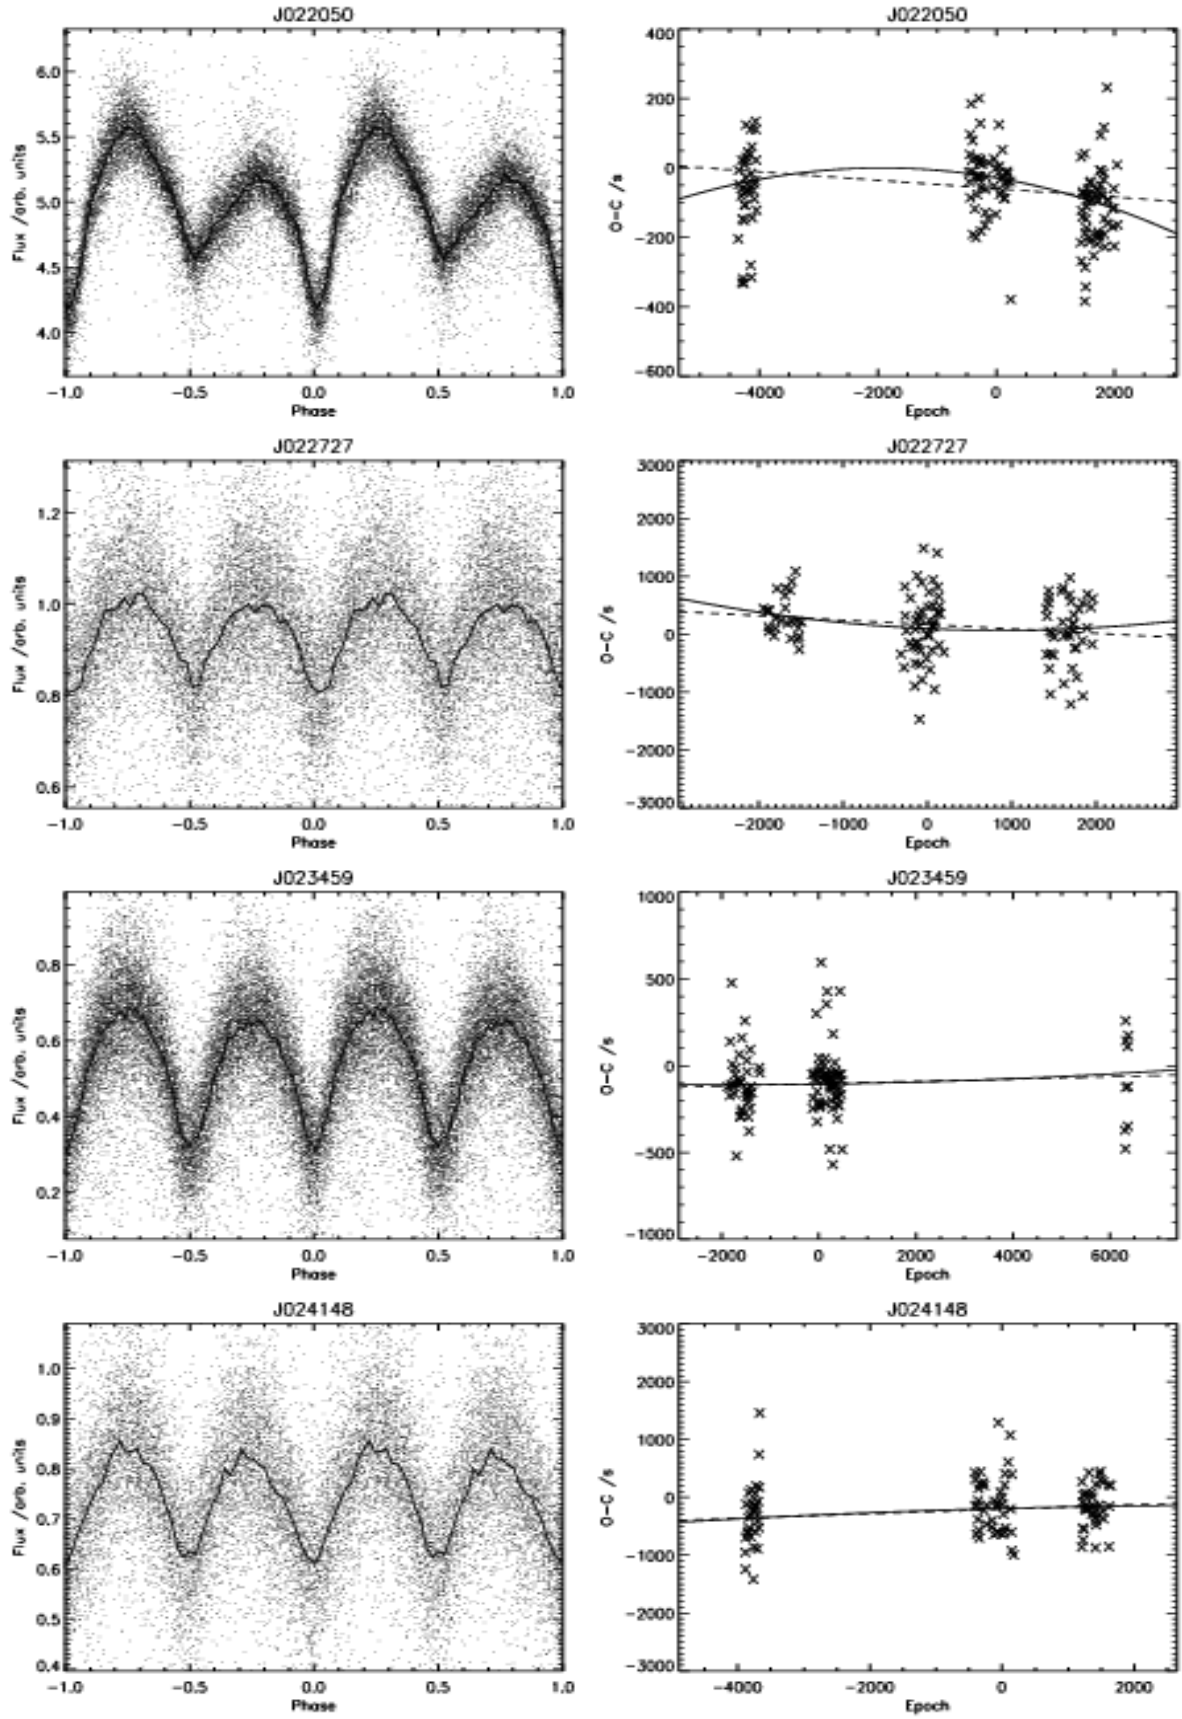 J022050
6.0
5.5
5.0
4.5
4.0
Flux /arb. units
-1.0 -0.5 0.0 0.5 1.0
Phase
J022050
400
200
0
-200
-400
-600
O-C /s
-4000 -2000 0 2000
Epoch
J022727
1.2
1.0
0.8
0.6
Flux /arb. units
-1.0 -0.5 0.0 0.5 1.0
Phase
J022727
3000
2000
1000
0
-1000
-2000
-3000
O-C /s
-2000 -1000 0 1000 2000
Epoch
J023459
0.8
0.6
0.4
0.2
Flux /arb. units
-1.0 -0.5 0.0 0.5 1.0
Phase
J023459
1000
500
0
-500
-1000
O-C /s
-2000 0 2000 4000 6000
Epoch
J024148
1.0
0.9
0.8
0.7
0.6
0.5
0.4
Flux /arb. units
-1.0 -0.5 0.0 0.5 1.0
Phase
J024148
3000
2000
1000
0
-1000
-2000
-3000
O-C /s
-4000 -2000 0 2000
Epoch